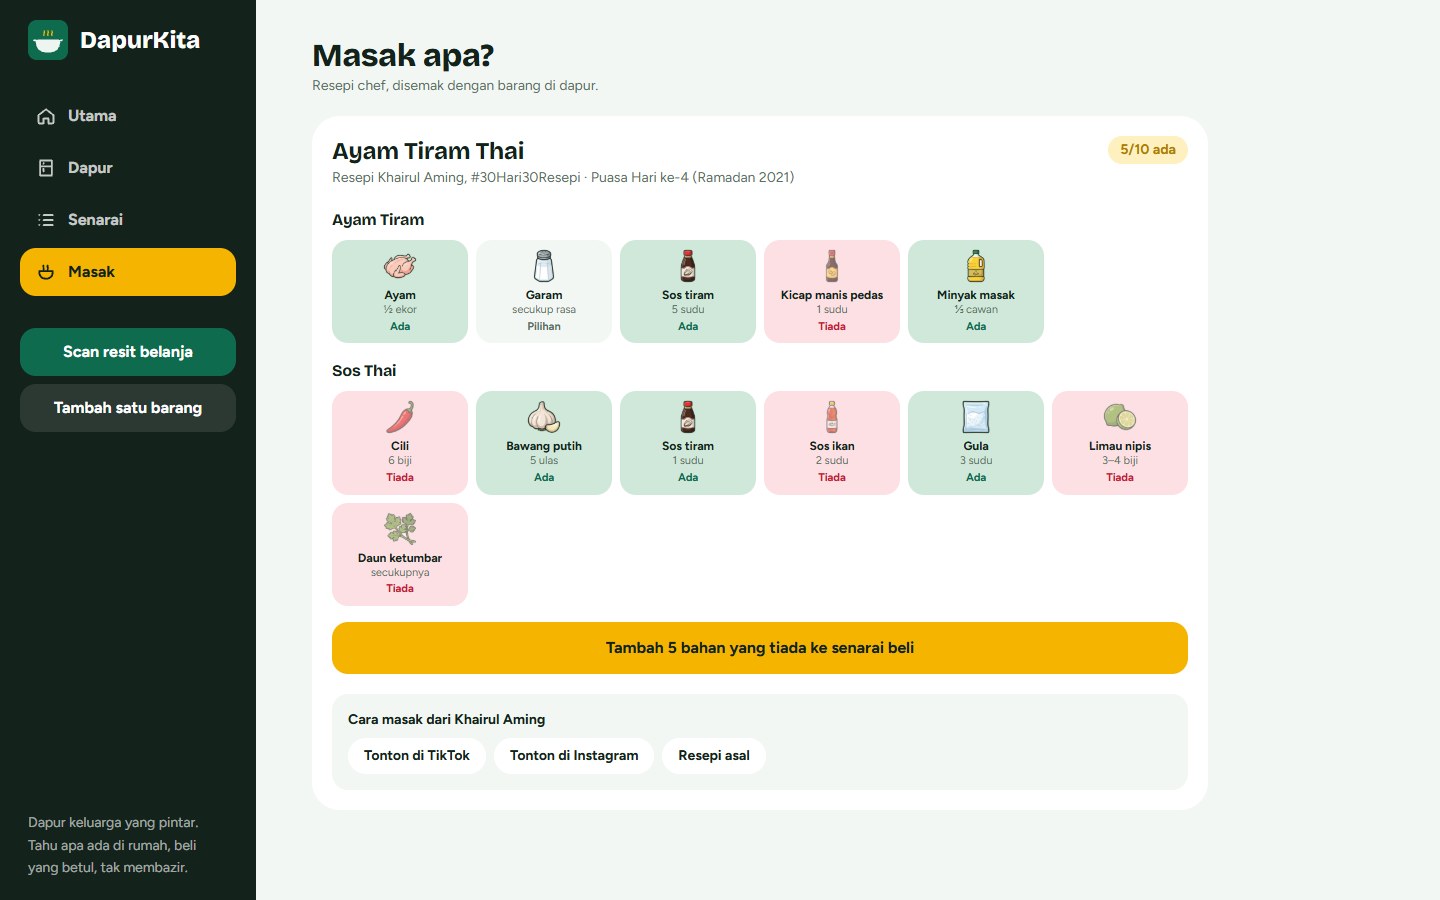 DapurKita
Utama
Dapur
Senarai
Masak
Scan resit belanja
Tambah satu barang
Dapur keluarga yang pintar.
Tahu apa ada di rumah, beli
yang betul, tak membazir.
Masak apa?
Resepi chef, disemak dengan barang di dapur.
Ayam Tiram Thai
5/10 ada
Resepi Khairul Aming, #30Hari30Resepi · Puasa Hari ke-4 (Ramadan 2021)
Ayam Tiram
Ayam
½ ekor
Ada
Garam
secukup rasa
Pilihan
Sos tiram
5 sudu
Ada
Kicap manis pedas
1 sudu
Tiada
Minyak masak
⅓ cawan
Ada
Sos Thai
Cili
6 biji
Tiada
Bawang putih
5 ulas
Ada
Sos tiram
1 sudu
Ada
Sos ikan
2 sudu
Tiada
Gula
3 sudu
Ada
Limau nipis
3–4 biji
Tiada
Daun ketumbar
secukupnya
Tiada
Tambah 5 bahan yang tiada ke senarai beli
Cara masak dari Khairul Aming
Tonton di TikTok
Tonton di Instagram
Resepi asal